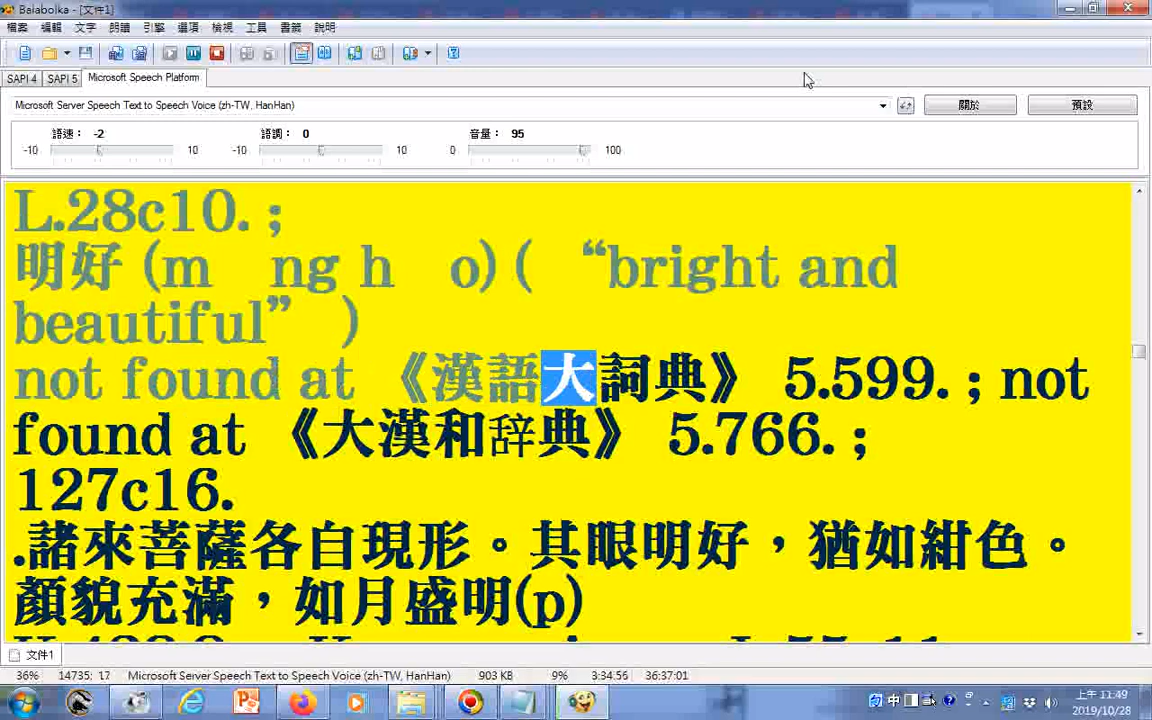 Balabolka - [文件1]
檔案 編輯 文字 朗讀 引擎 選項 檢視 工具 書籤 說明
SAPI 4 SAPI 5 Microsoft Speech Platform
Microsoft Server Speech Text to Speech Voice (zh-TW, HanHan) 關於 預設
語速： -2 語調： 0 音量： 95
-10 10 -10 10 0 100
L.28c10. ;
明好 (m ng h o) ( “bright and
beautiful” )
not found at 《漢語大詞典》 5.599. ; not
found at 《大漢和辞典》 5.766. ;
127c16.
.諸來菩薩各自現形。其眼明好，猶如紺色。
顏貌充滿，如月盛明(p)
文件1
36% 14735: 17 Microsoft Server Speech Text to Speech Voice (zh-TW, HanHan) 903 KB 9% 3:34:56 36:37:01
中 上午 11:49
2019/10/28